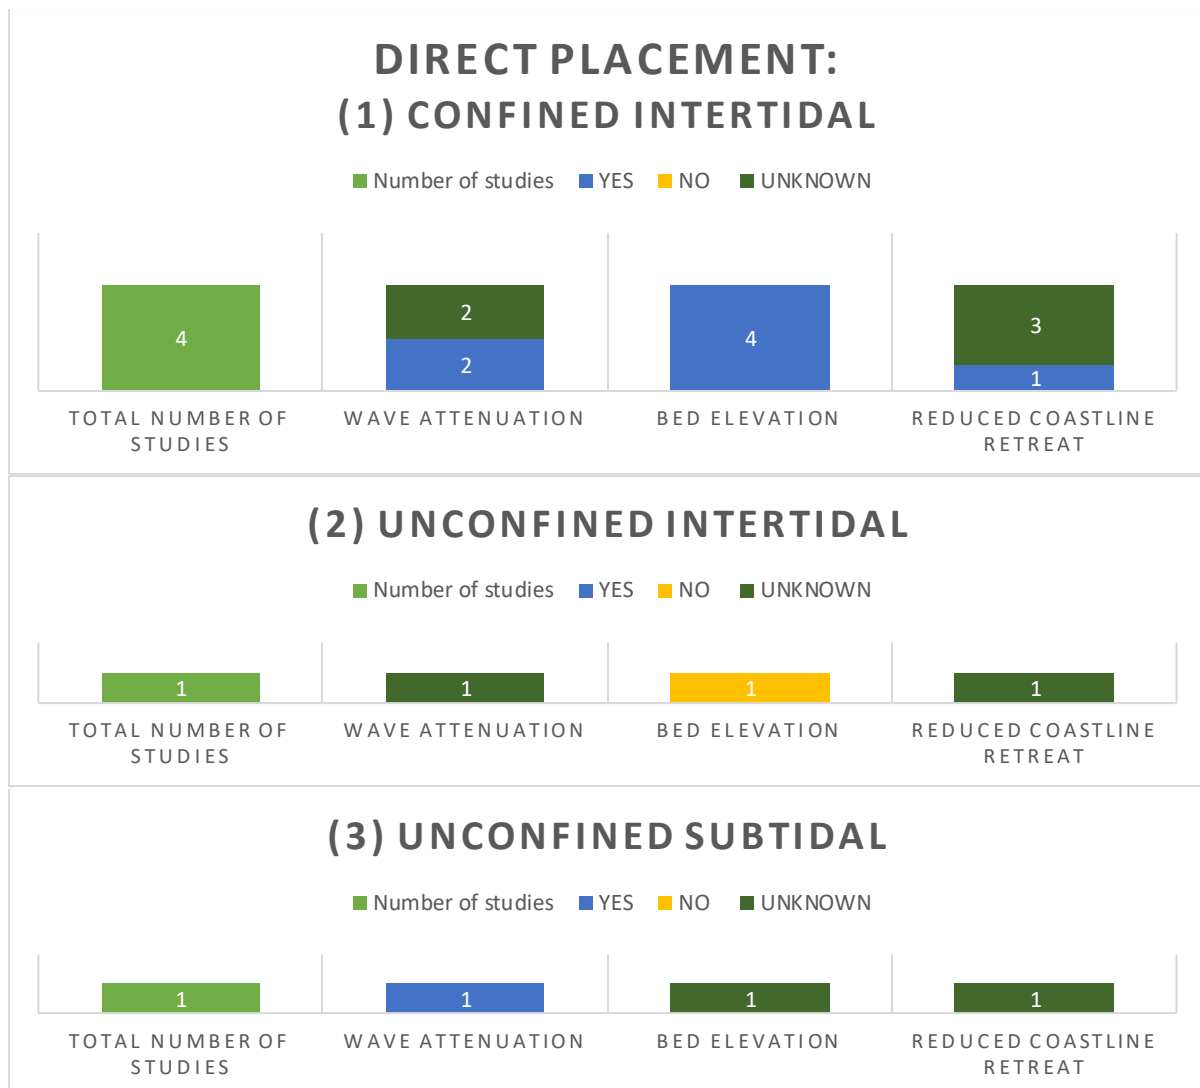 DIRECT PLACEMENT:
(1) CONFINED INTERTIDAL
Number of studies YES NO UNKNOWN
4
2
2
4
3
1
TOTAL NUMBER OF STUDIES
WAVE ATTENUATION
BED ELEVATION
REDUCED COASTLINE RETREAT
(2) UNCONFINED INTERTIDAL
Number of studies YES NO UNKNOWN
1
1
1
1
TOTAL NUMBER OF STUDIES
WAVE ATTENUATION
BED ELEVATION
REDUCED COASTLINE RETREAT
(3) UNCONFINED SUBTIDAL
Number of studies YES NO UNKNOWN
1
1
1
1
TOTAL NUMBER OF STUDIES
WAVE ATTENUATION
BED ELEVATION
REDUCED COASTLINE RETREAT